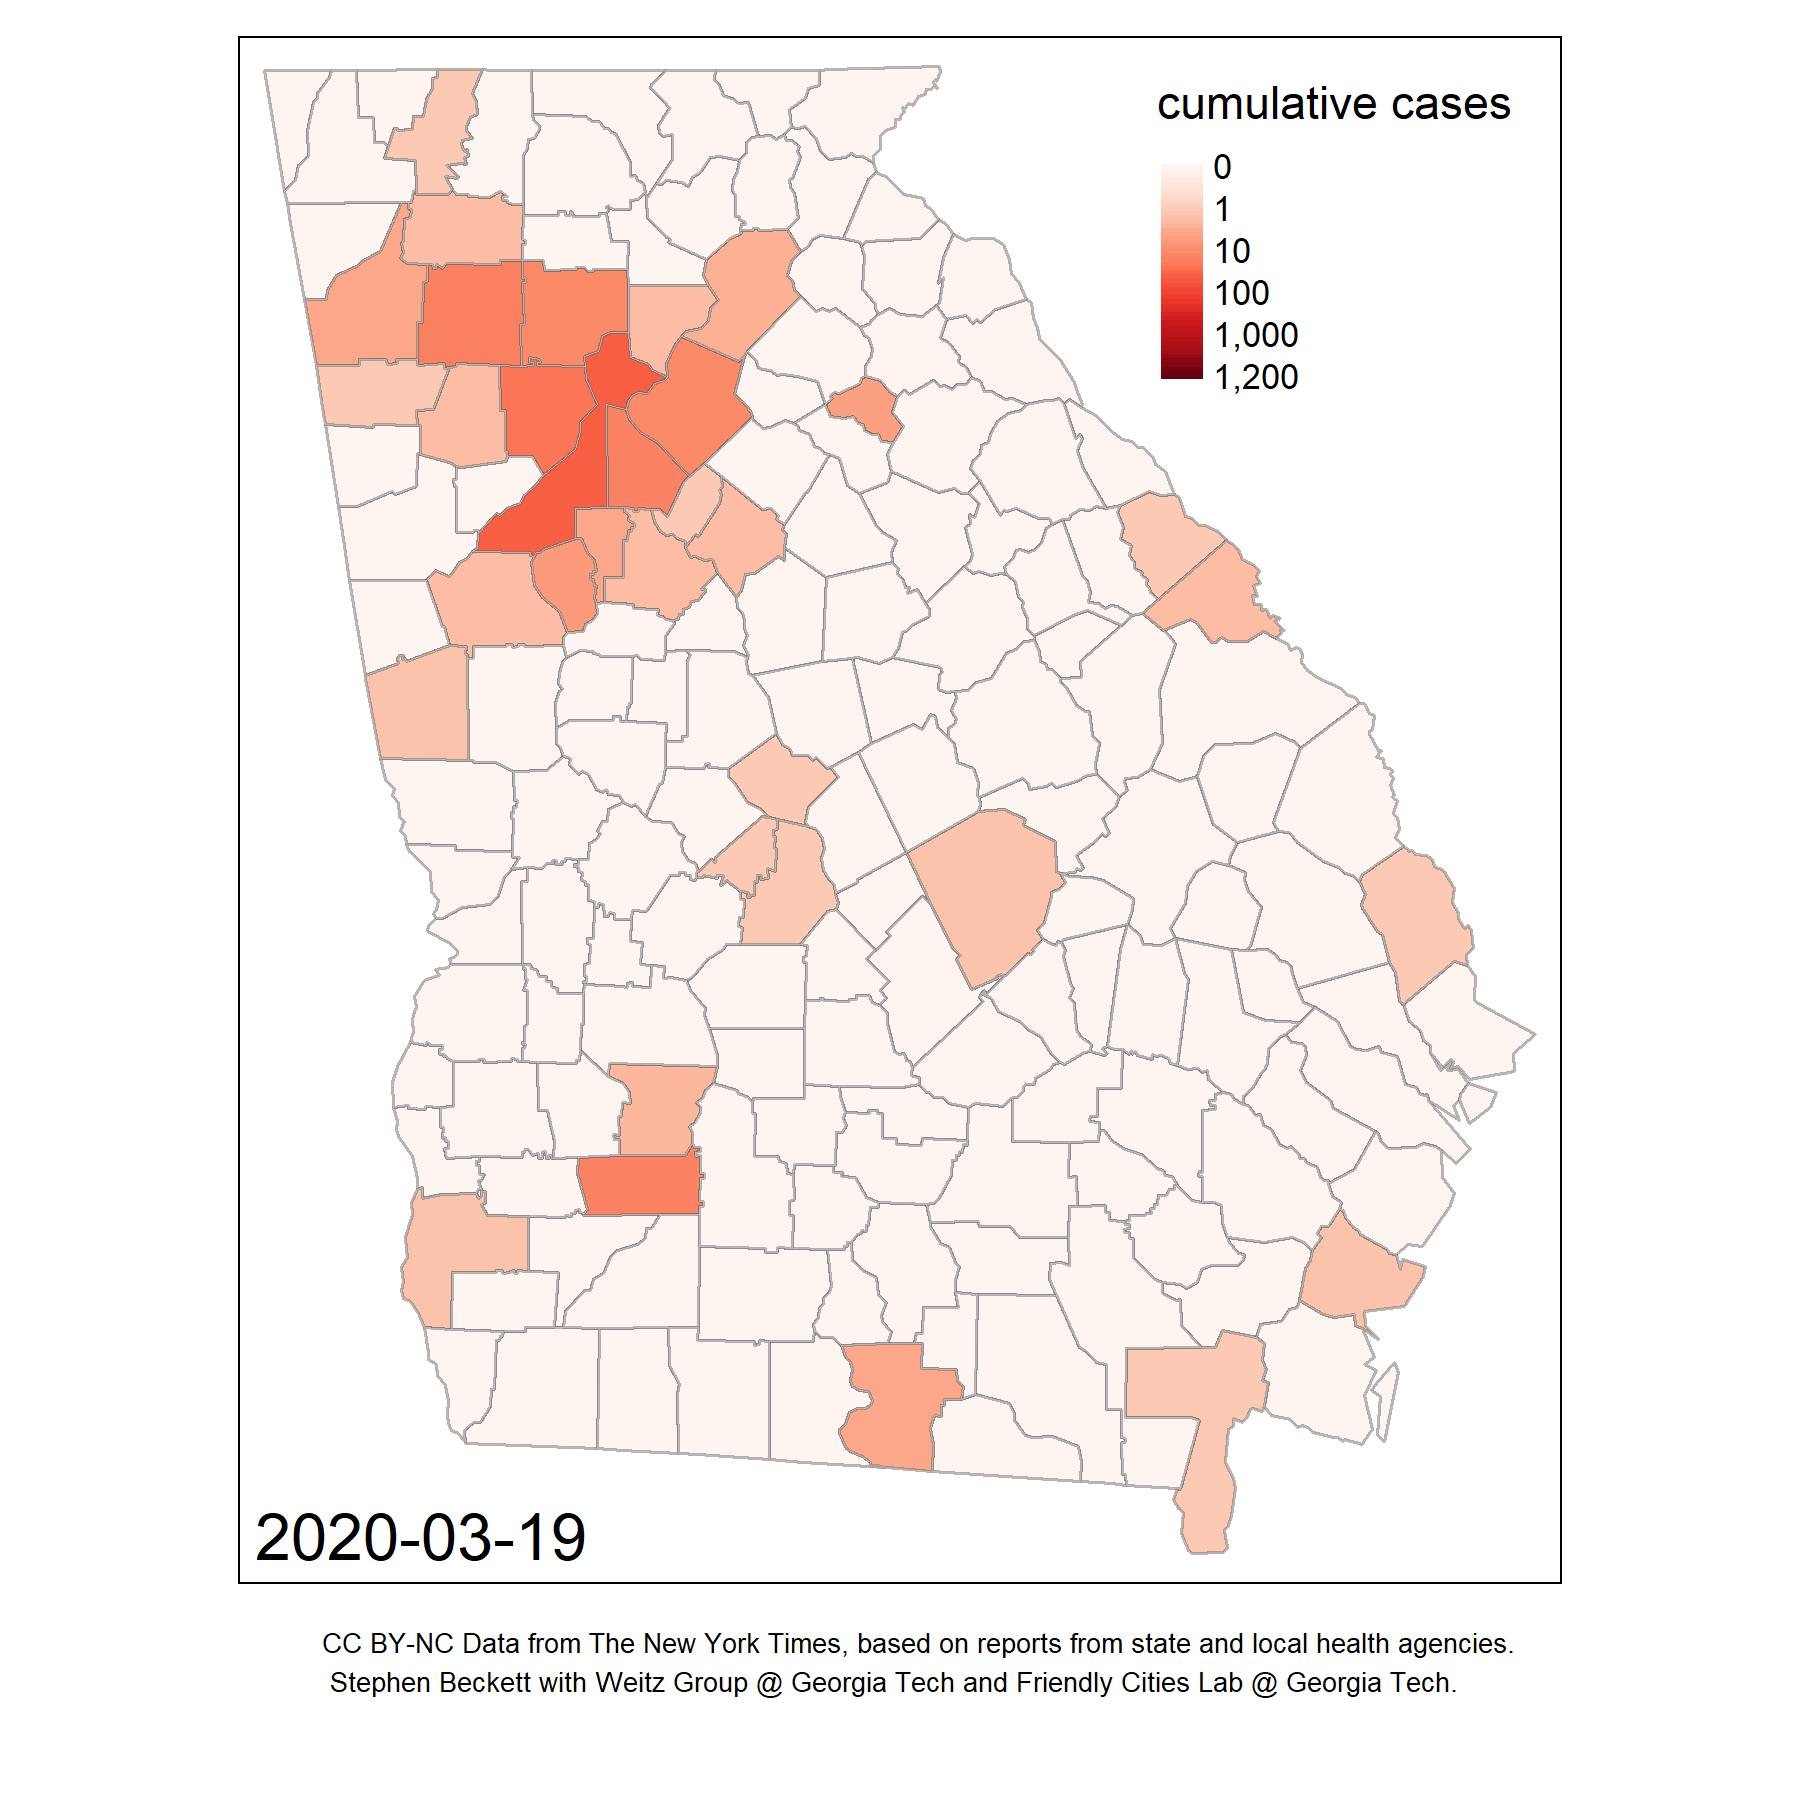 cumulative cases
0
1
10
100
1,000
1,200
2020-03-19
CC BY-NC Data from The New York Times, based on reports from state and local health agencies.
Stephen Beckett with Weitz Group @ Georgia Tech and Friendly Cities Lab @ Georgia Tech.